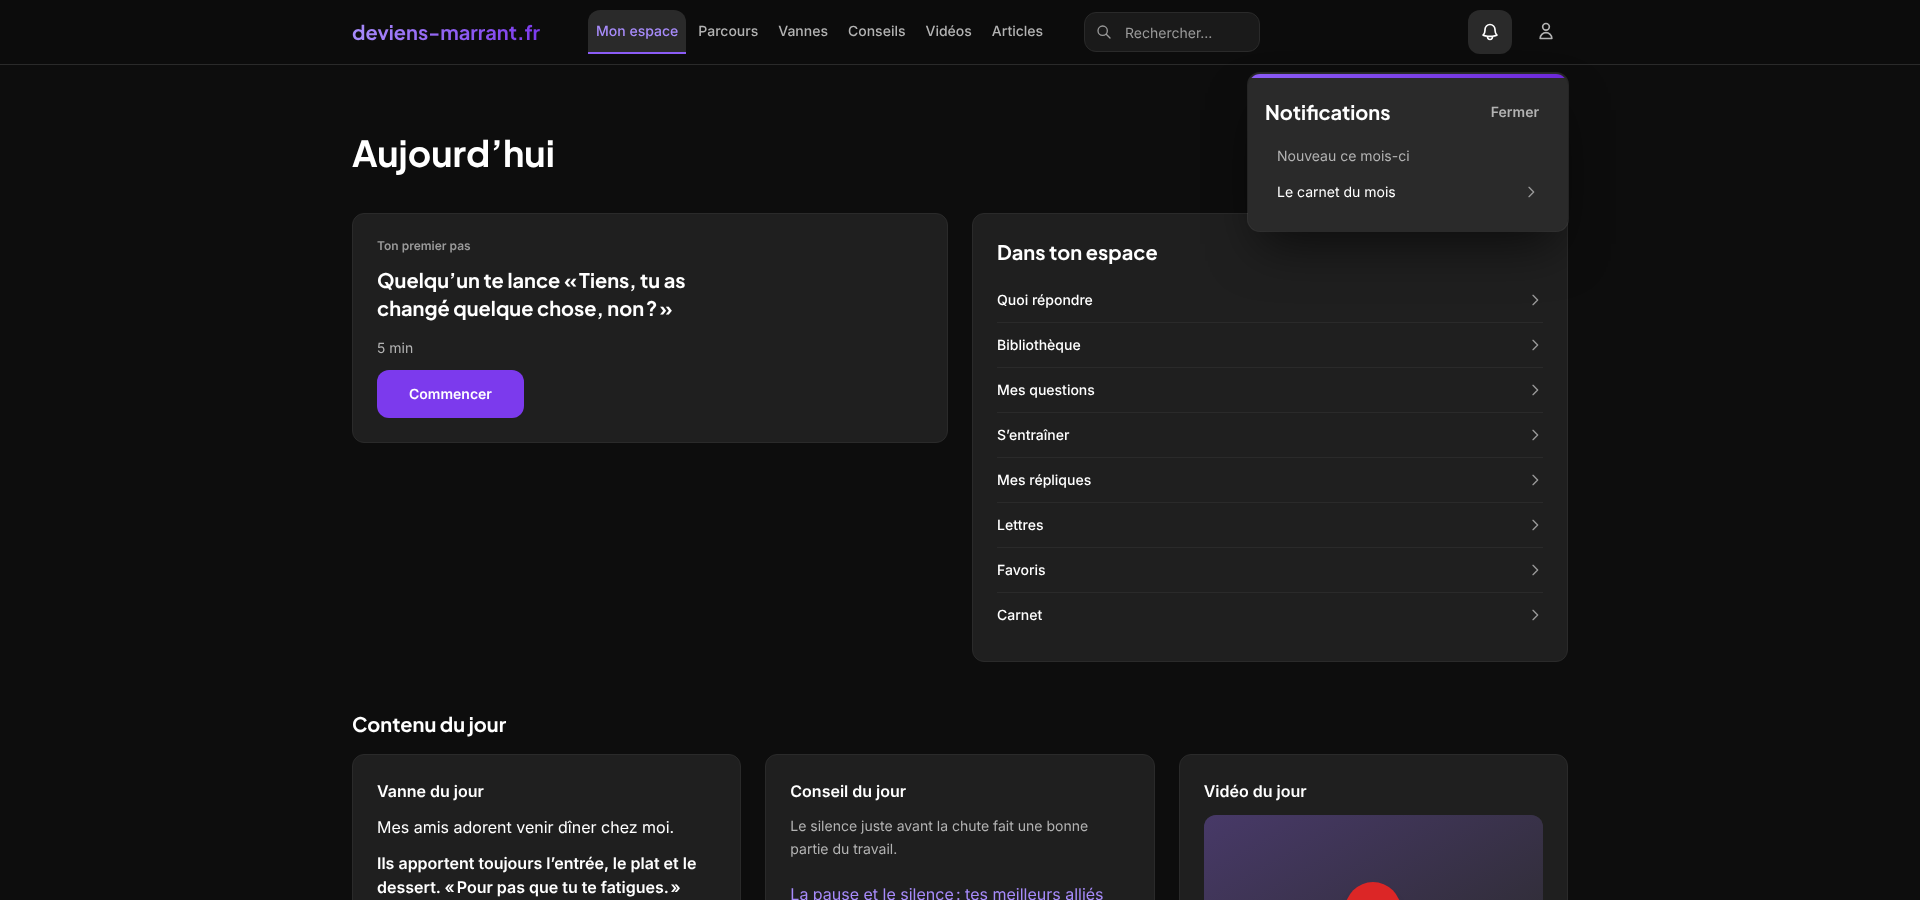 deviens-marrant.fr
Mon espace
Parcours
Vannes
Conseils
Vidéos
Articles
Rechercher...
Notifications
Fermer
Nouveau ce mois-ci
Le carnet du mois
Aujourd’hui
Ton premier pas
Quelqu’un te lance « Tiens, tu as
changé quelque chose, non ? »
5 min
Commencer
Dans ton espace
Quoi répondre
Bibliothèque
Mes questions
S’entraîner
Mes répliques
Lettres
Favoris
Carnet
Contenu du jour
Vanne du jour
Mes amis adorent venir dîner chez moi.
Ils apportent toujours l’entrée, le plat et le
dessert. « Pour pas que tu te fatigues. »
Conseil du jour
Le silence juste avant la chute fait une bonne
partie du travail.
La pause et le silence : tes meilleurs alliés
Vidéo du jour